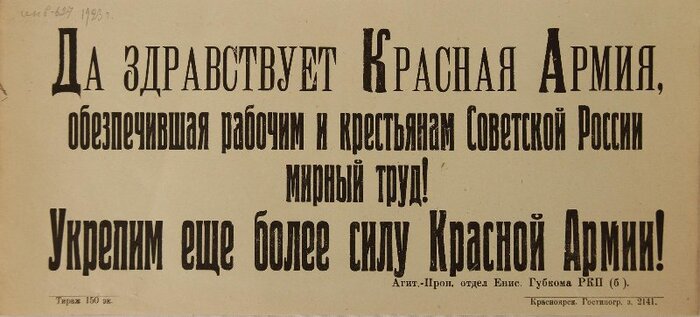 1923 г.
Да здравствует Красная Армия,
обезпечившая рабочим и крестьянам Советской России
мирный труд!
Укрепим еще более силу Красной Армии!
Агит.-Проп. отдел Енис. Губкома РКП (б).
Тираж 150 эк.
Красноярск. Гостипогр. з. 2141.